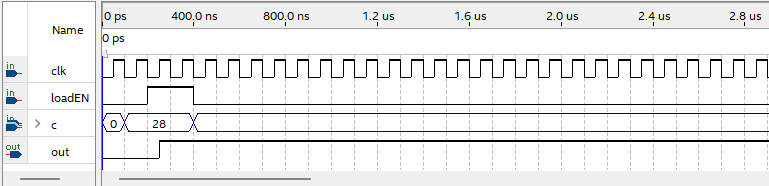 Name
0 ps 400.0 ns 800.0 ns 1.2 us 1.6 us 2.0 us 2.4 us 2.8 us
0 ps
in clk
in loadEN
in > c 0 28
out out